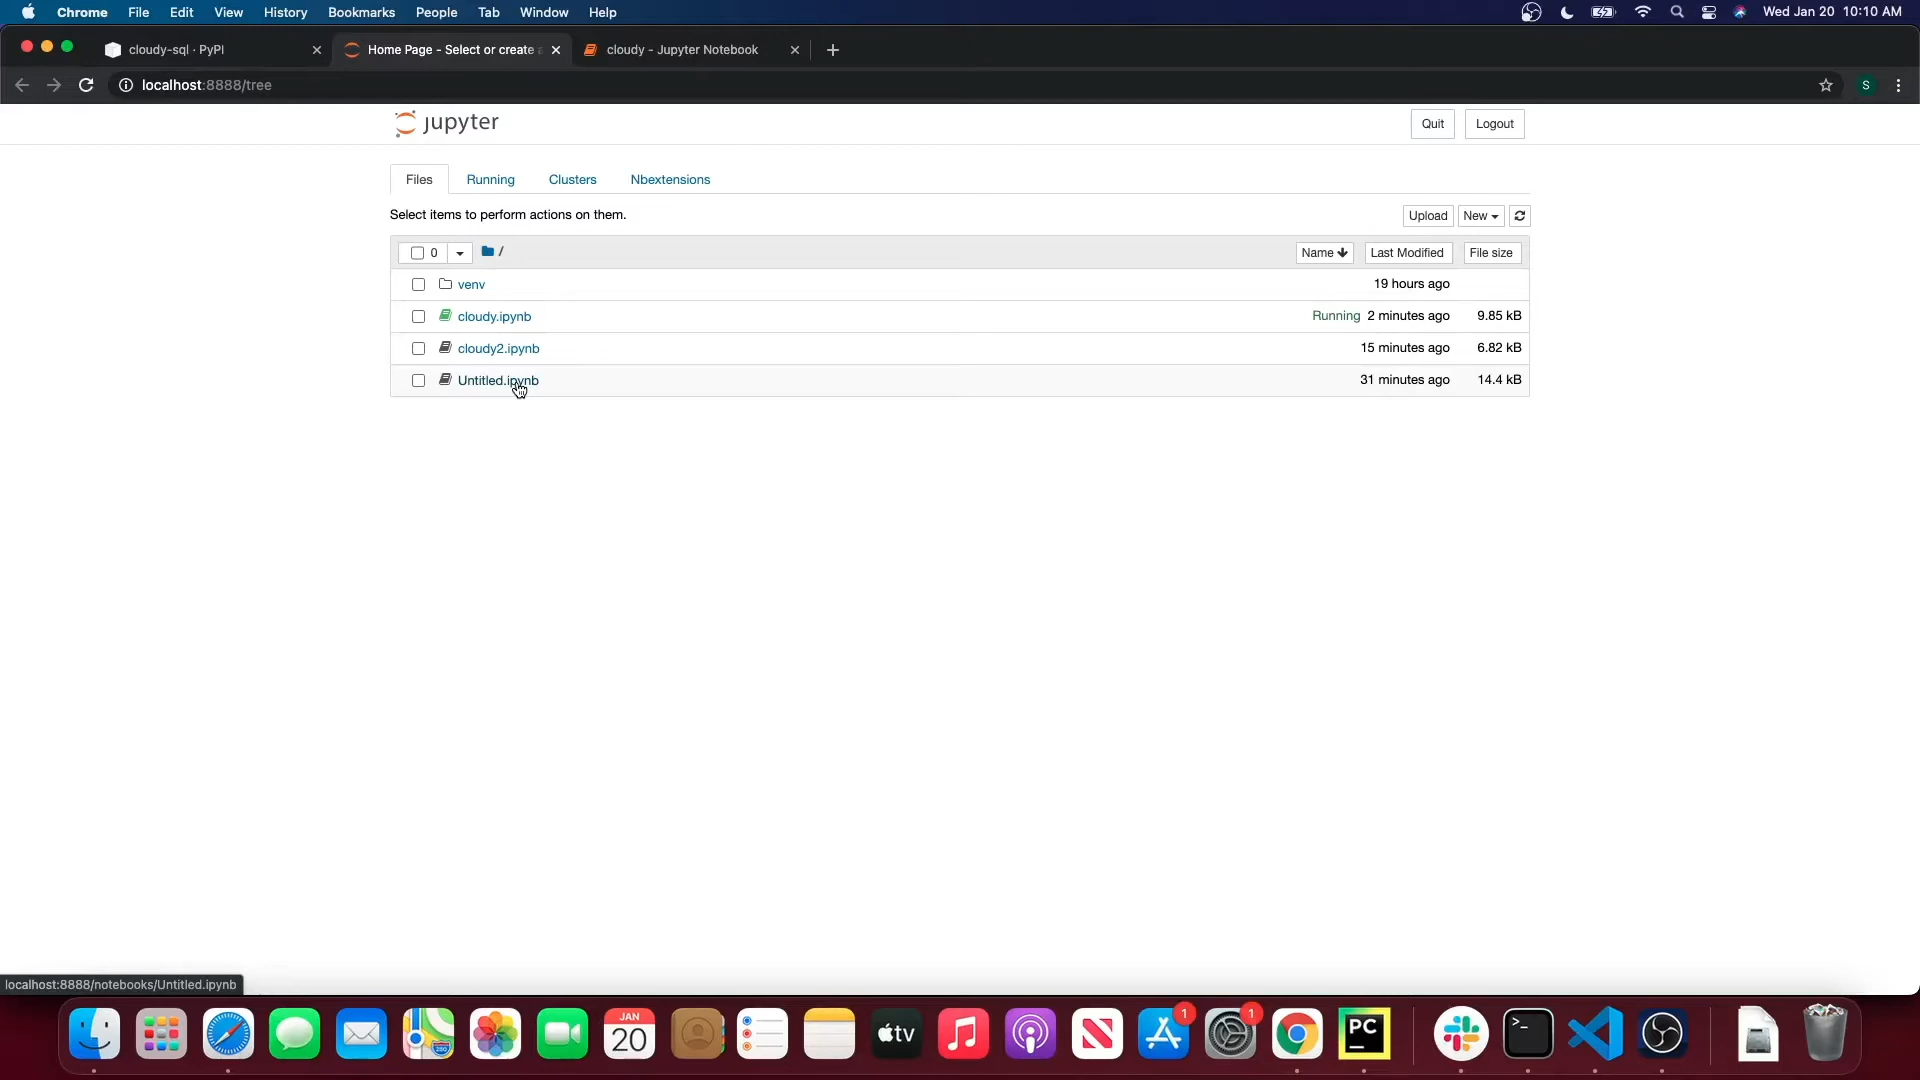 Chrome File Edit View History Bookmarks People Tab Window Help Wed Jan 20 10:10 AM
cloudy-sql · PyPI Home Page - Select or create a cloudy - Jupyter Notebook
localhost:8888/tree S
jupyter Quit Logout
Files Running Clusters Nbextensions
Select items to perform actions on them. Upload New
0 / Name Last Modified File size
venv 19 hours ago
cloudy.ipynb Running 2 minutes ago 9.85 kB
cloudy2.ipynb 15 minutes ago 6.82 kB
Untitled.ipynb 31 minutes ago 14.4 kB
localhost:8888/notebooks/Untitled.ipynb
280 JAN 20 tv 1 1 PC >_